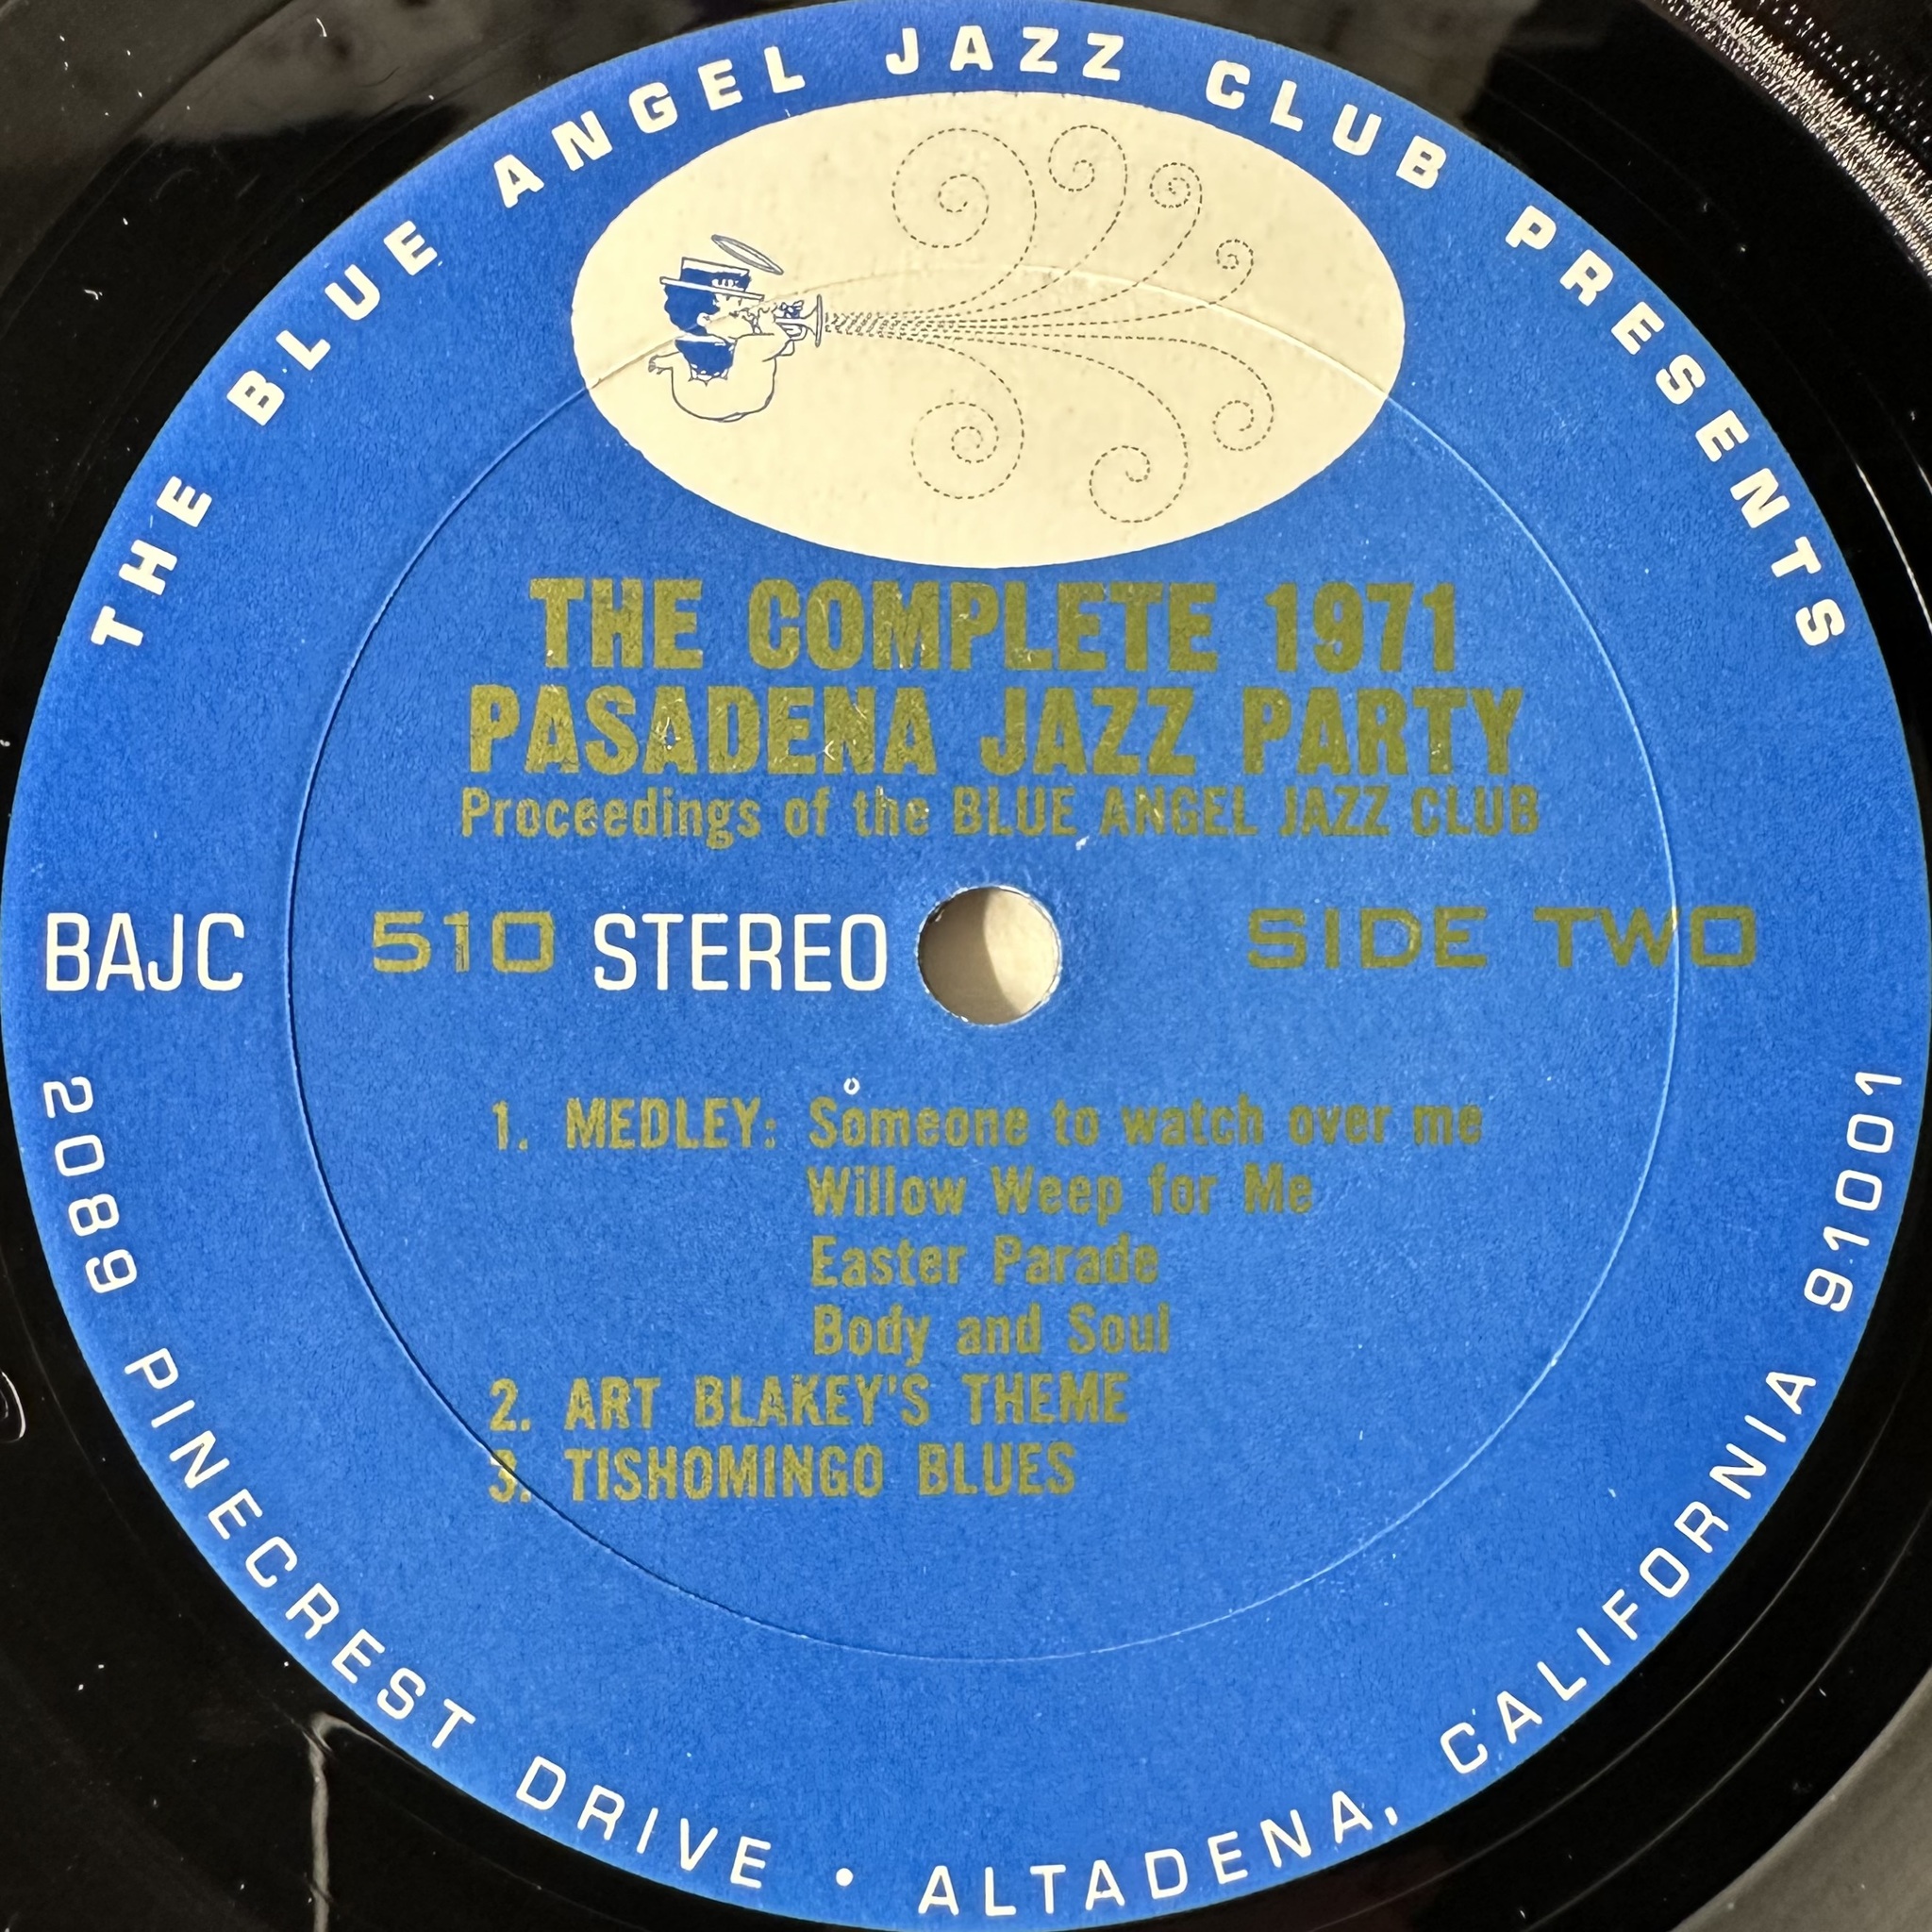 THE BLUE ANGEL JAZZ CLUB PRESENTS
THE COMPLETE 1971
PASADENA JAZZ PARTY
Proceedings of the BLUE ANGEL JAZZ CLUB
BAJC 510 STEREO SIDE TWO
1. MEDLEY: Someone to watch over me
Willow Weep for Me
Easter Parade
Body and Soul
2. ART BLAKEY'S THEME
3. TISHOMINGO BLUES
2089 PINECREST DRIVE • ALTADENA, CALIFORNIA 91001